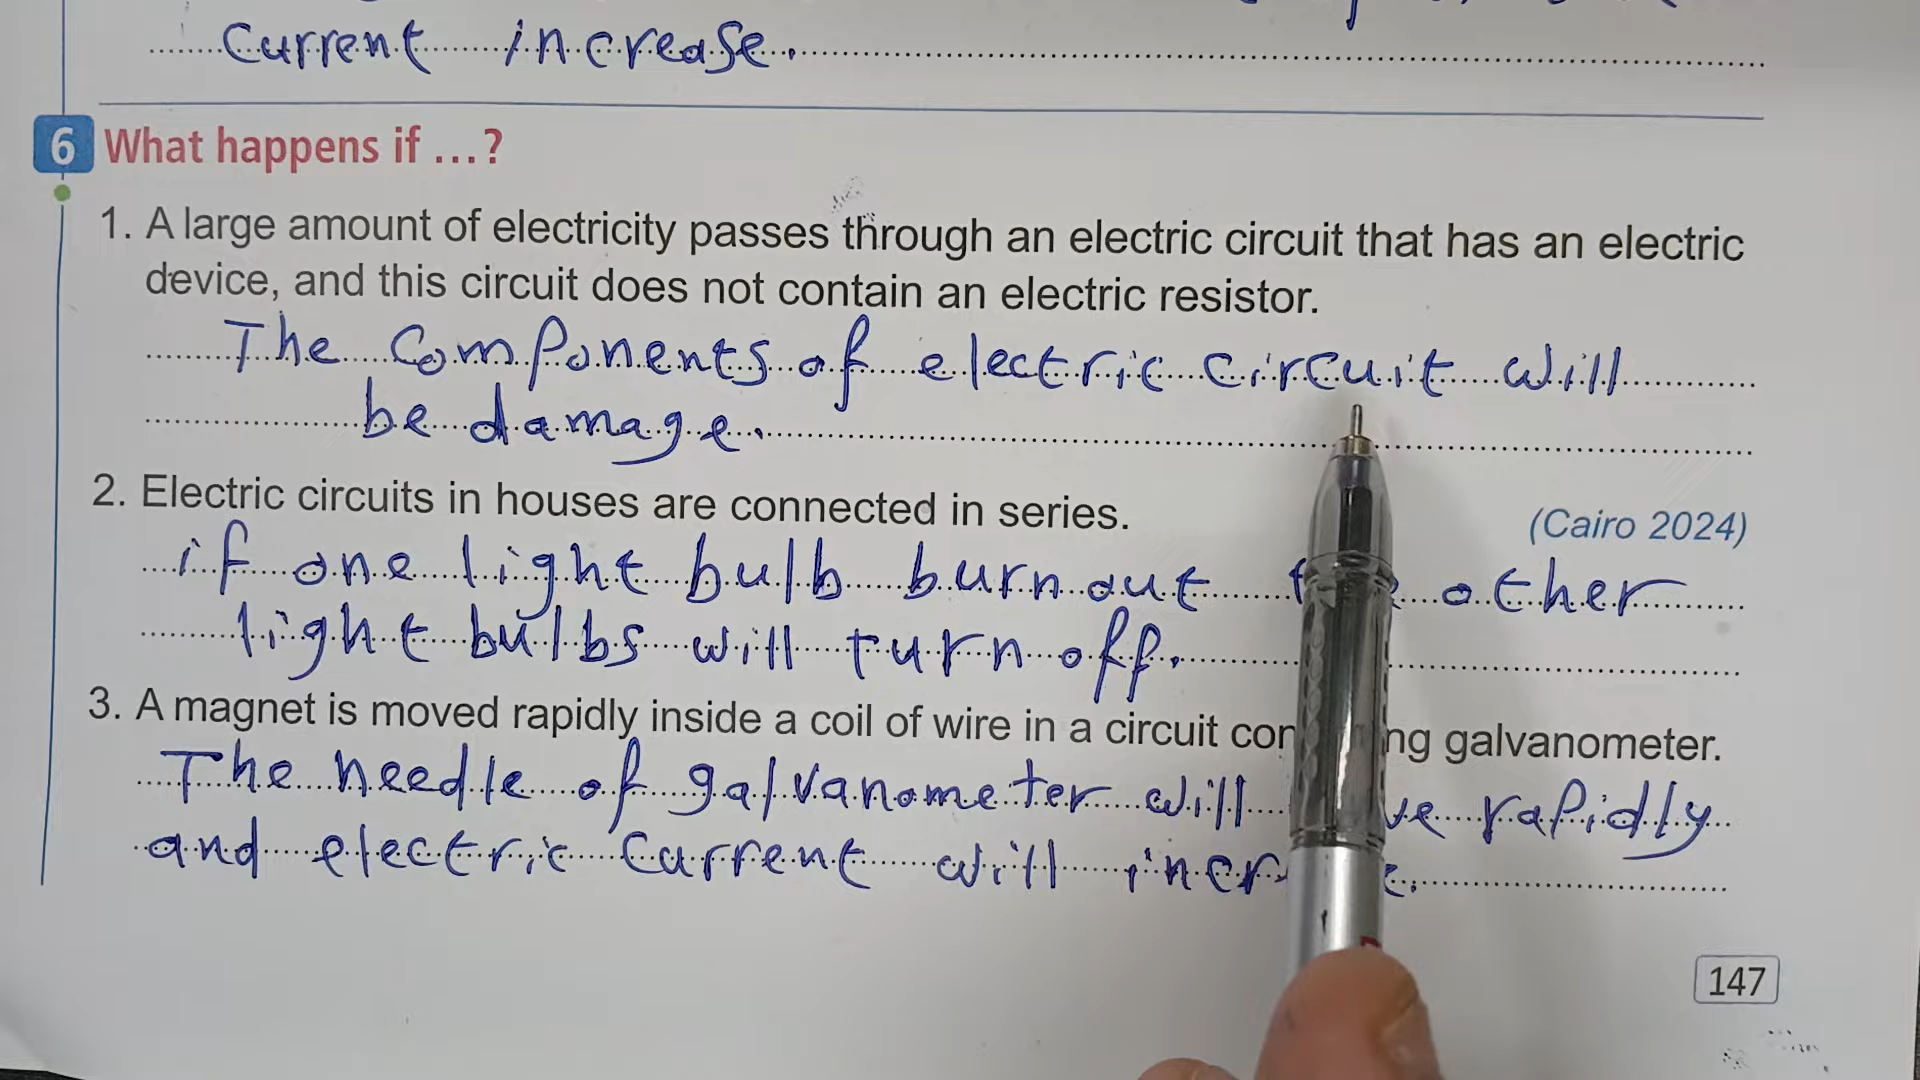 Current increase.
6 What happens if ...?
1. A large amount of electricity passes through an electric circuit that has an electric
device, and this circuit does not contain an electric resistor.
The components of electric circuit will
be damage.
2. Electric circuits in houses are connected in series.
(Cairo 2024)
if one light bulb burn out other
light bulbs will turn off.
3. A magnet is moved rapidly inside a coil of wire in a circuit galvanometer.
The needle of galvanometer will rapidly
and electric current will
147